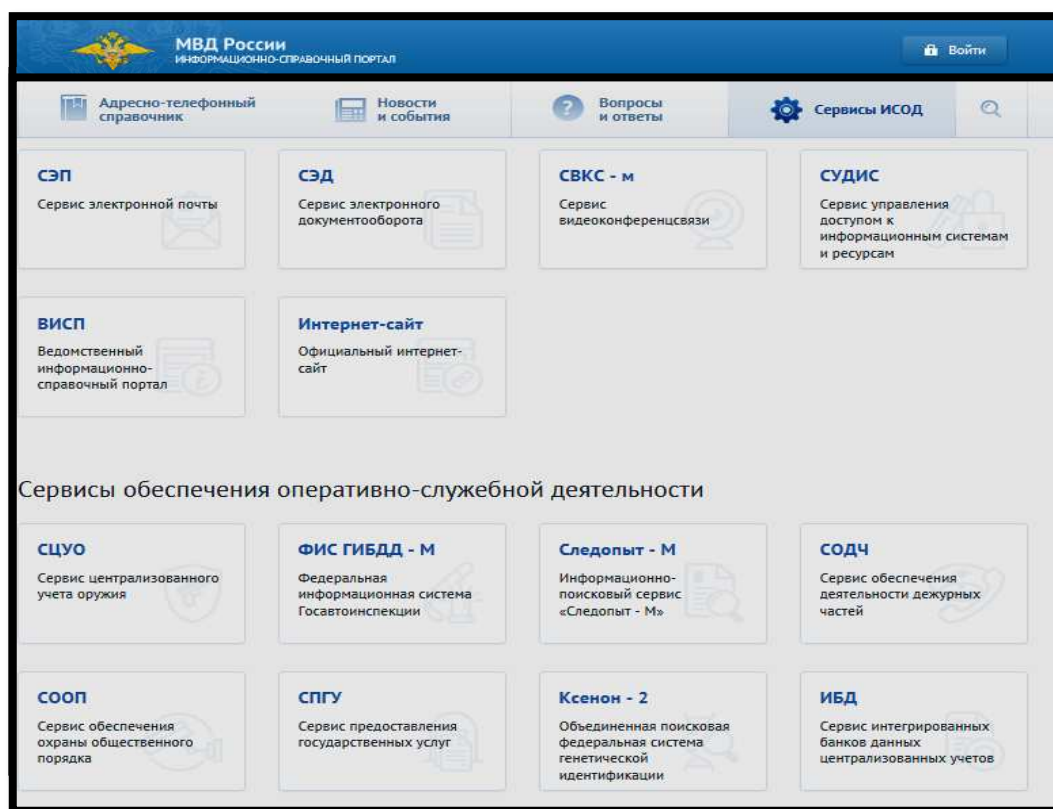 МВД России
ИНФОРМАЦИОННО-СПРАВОЧНЫЙ ПОРТАЛ
Войти
Адресно-телефонный
справочник
Новости
и события
Вопросы
и ответы
Сервисы ИСОД
СЭП
Сервис электронной почты
СЭД
Сервис электронного
документооборота
СВКС - м
Сервис
видеоконференцсвязи
СУДИС
Сервис управления
доступом к
информационным системам
и ресурсам
ВИСП
Ведомственный
информационно-
справочный портал
Интернет-сайт
Официальный интернет-
сайт
Сервисы обеспечения оперативно-служебной деятельности
СЦУО
Сервис централизованного
учета оружия
ФИС ГИБДД - М
Федеральная
информационная система
Госавтоинспекции
Следопыт - М
Информационно-
поисковый сервис
«Следопыт - М»
СОДЧ
Сервис обеспечения
деятельности дежурных
частей
СООП
Сервис обеспечения
охраны общественного
порядка
СПГУ
Сервис предоставления
государственных услуг
Ксенон - 2
Объединенная поисковая
федеральная система
генетической
идентификации
ИБД
Сервис интегрированных
банков данных
централизованных учетов